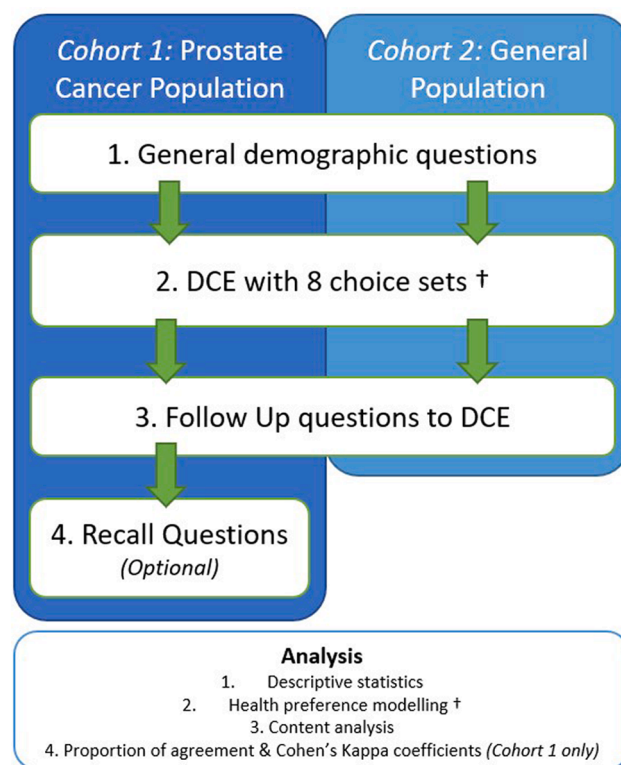 Cohort 1: Prostate
Cancer Population
Cohort 2: General
Population
1. General demographic questions
2. DCE with 8 choice sets †
3. Follow Up questions to DCE
4. Recall Questions
(Optional)
Analysis
1. Descriptive statistics
2. Health preference modelling †
3. Content analysis
4. Proportion of agreement & Cohen's Kappa coefficients (Cohort 1 only)